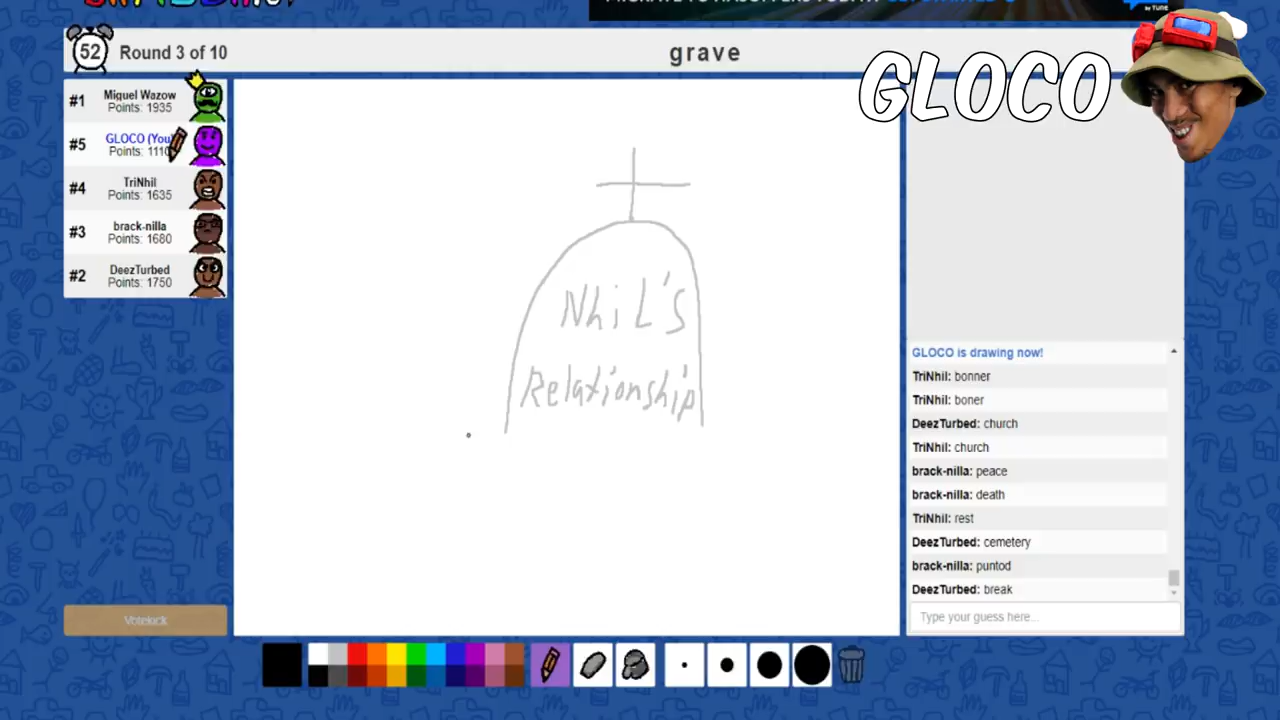 52
Round 3 of 10
grave
GLOCO
#1
Miguel Wazow
Points: 1935
#5
GLOCO (You
Points: 1110
#4
TriNhil
Points: 1635
#3
brack-nilla
Points: 1680
#2
DeezTurbed
Points: 1750
Nhil's
Relationship
GLOCO is drawing now!
TriNhil: bonner
TriNhil: boner
DeezTurbed: church
TriNhil: church
brack-nilla: peace
brack-nilla: death
TriNhil: rest
DeezTurbed: cemetery
brack-nilla: puntod
DeezTurbed: break
Type your guess here...
Votekick